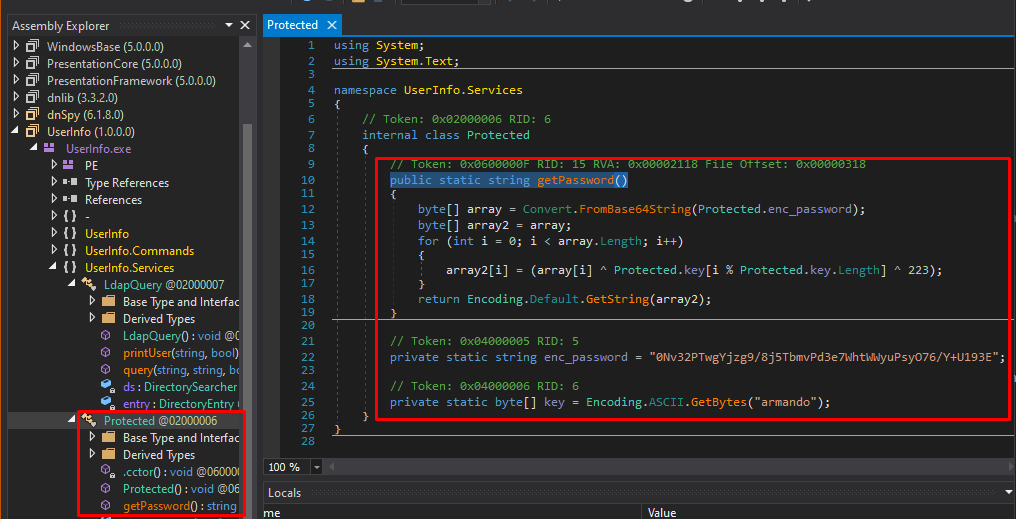 Assembly Explorer
WindowsBase (5.0.0.0)
PresentationCore (5.0.0.0)
PresentationFramework (5.0.0.0)
dnlib (3.3.2.0)
dnSpy (6.1.8.0)
UserInfo (1.0.0.0)
UserInfo.exe
PE
Type References
References
{ } -
{ } UserInfo
{ } UserInfo.Commands
{ } UserInfo.Services
LdapQuery @02000007
Base Type and Interfac
Derived Types
LdapQuery() : void @0
printUser(string, bool)
query(string, string, bo
ds : DirectorySearcher
entry : DirectoryEntry
Protected @02000006
Base Type and Interfac
Derived Types
.cctor() : void @06000
Protected() : void @06
getPassword() : string
Protected
1 using System;
2 using System.Text;
3
4 namespace UserInfo.Services
5 {
6 // Token: 0x02000006 RID: 6
7 internal class Protected
8 {
9 // Token: 0x0600000F RID: 15 RVA: 0x00002118 File Offset: 0x00000318
10 public static string getPassword()
11 {
12 byte[] array = Convert.FromBase64String(Protected.enc_password);
13 byte[] array2 = array;
14 for (int i = 0; i < array.Length; i++)
15 {
16 array2[i] = (array[i] ^ Protected.key[i % Protected.key.Length] ^ 223);
17 }
18 return Encoding.Default.GetString(array2);
19 }
20
21 // Token: 0x04000005 RID: 5
22 private static string enc_password = "0Nv32PTwgYjzg9/8j5TbmvPd3e7WhtWWyuPsyO76/Y+U193E";
23
24 // Token: 0x04000006 RID: 6
25 private static byte[] key = Encoding.ASCII.GetBytes("armando");
26 }
27 }
28
100 %
Locals
me
Value